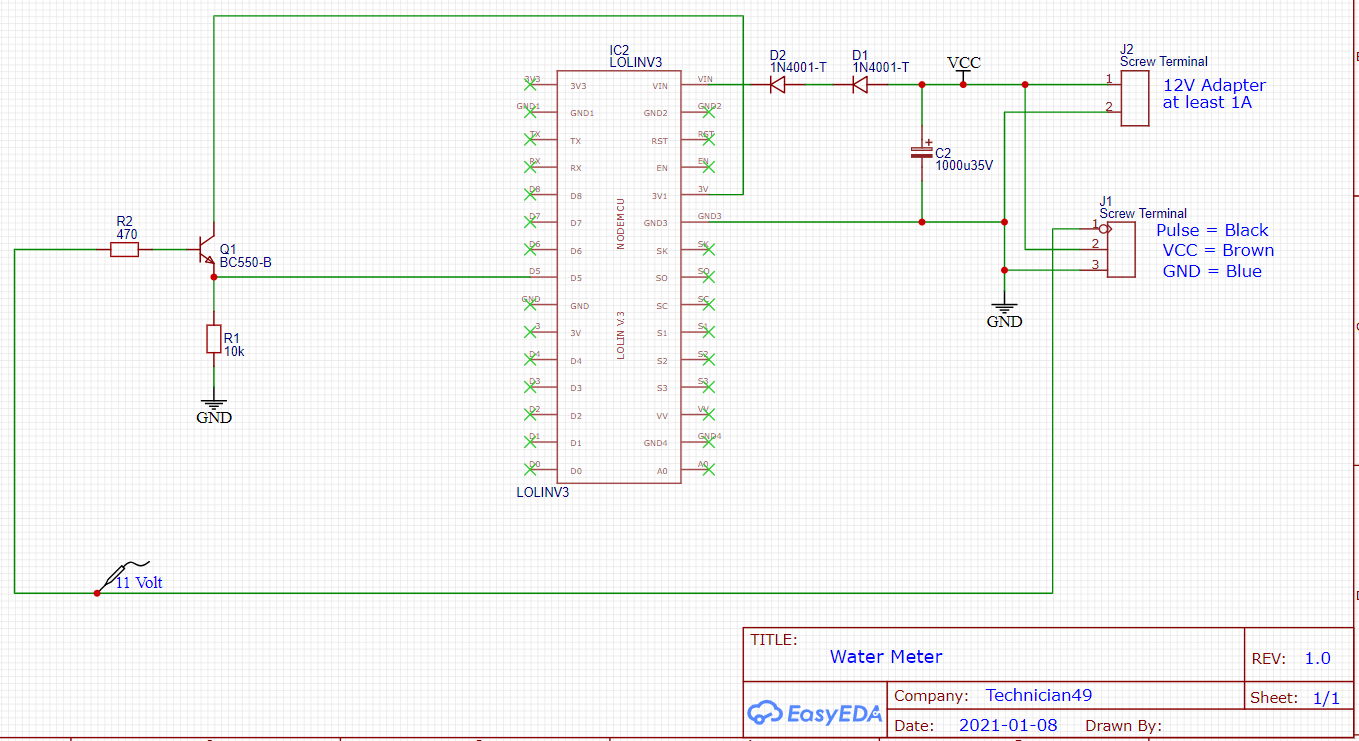 IC2
LOLINV3
D2
1N4001-T
D1
1N4001-T
VCC
J2
Screw Terminal
1
2
12V Adapter
at least 1A
3V3
GND1
TX
RX
D8
D7
D6
D5
GND
3
D4
D3
D2
D1
D0
3V3
GND1
TX
RX
D8
D7
D6
D5
GND
3V
D4
D3
D2
D1
D0
NODEMCU
LOLIN V.3
VIN
GND2
RST
EN
3V1
GND3
SK
SO
SC
S1
S2
S3
VV
GND4
A0
VIN
GND2
RST
EN
3V
GND3
SK
SO
SC
S1
S2
S3
VV
GND4
A0
LOLINV3
+
C2
1000u35V
J1
Screw Terminal
1
2
3
Pulse = Black
VCC = Brown
GND = Blue
GND
R2
470
Q1
BC550-B
R1
10k
GND
11 Volt
TITLE:
Water Meter
REV: 1.0
EasyEDA
Company: Technician49
Sheet: 1/1
Date: 2021-01-08 Drawn By: